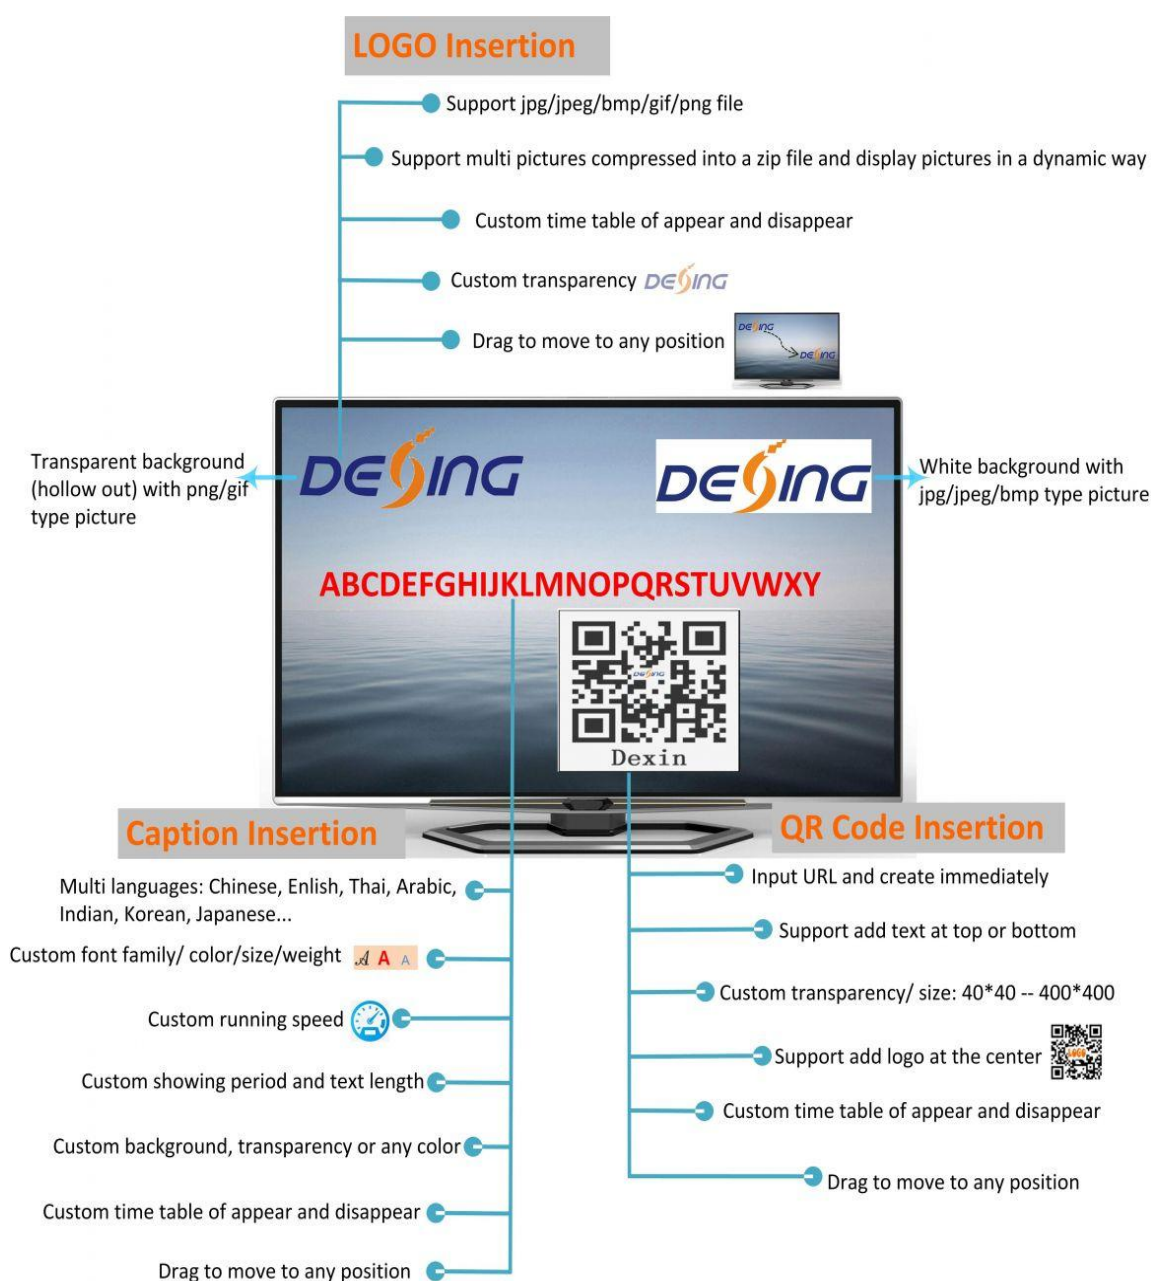 LOGO Insertion
Support jpg/jpeg/bmp/gif/png file
Support multi pictures compressed into a zip file and display pictures in a dynamic way
Custom time table of appear and disappear
Custom transparency DESING
Drag to move to any position
DESING
DESING
Transparent background
(hollow out) with png/gif
type picture
DESING
DESING
White background with
jpg/jpeg/bmp type picture
ABCDEFGHIJKLMNOPQRSTUVWXY
DESING
Dexin
Caption Insertion
Multi languages: Chinese, Enlish, Thai, Arabic,
Indian, Korean, Japanese...
Custom font family/ color/size/weight A A A
Custom running speed
Custom showing period and text length
Custom background, transparency or any color
Custom time table of appear and disappear
Drag to move to any position
QR Code Insertion
Input URL and create immediately
Support add text at top or bottom
Custom transparency/ size: 40*40 -- 400*400
Support add logo at the center LOGO
Custom time table of appear and disappear
Drag to move to any position